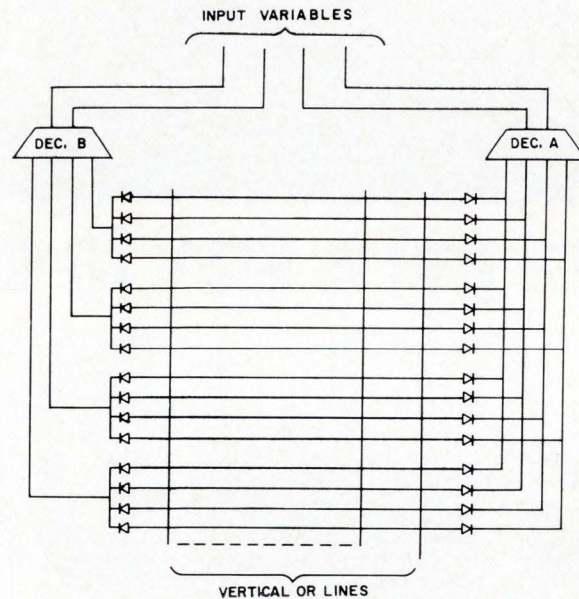 INPUT VARIABLES
DEC. B
DEC. A
VERTICAL OR LINES